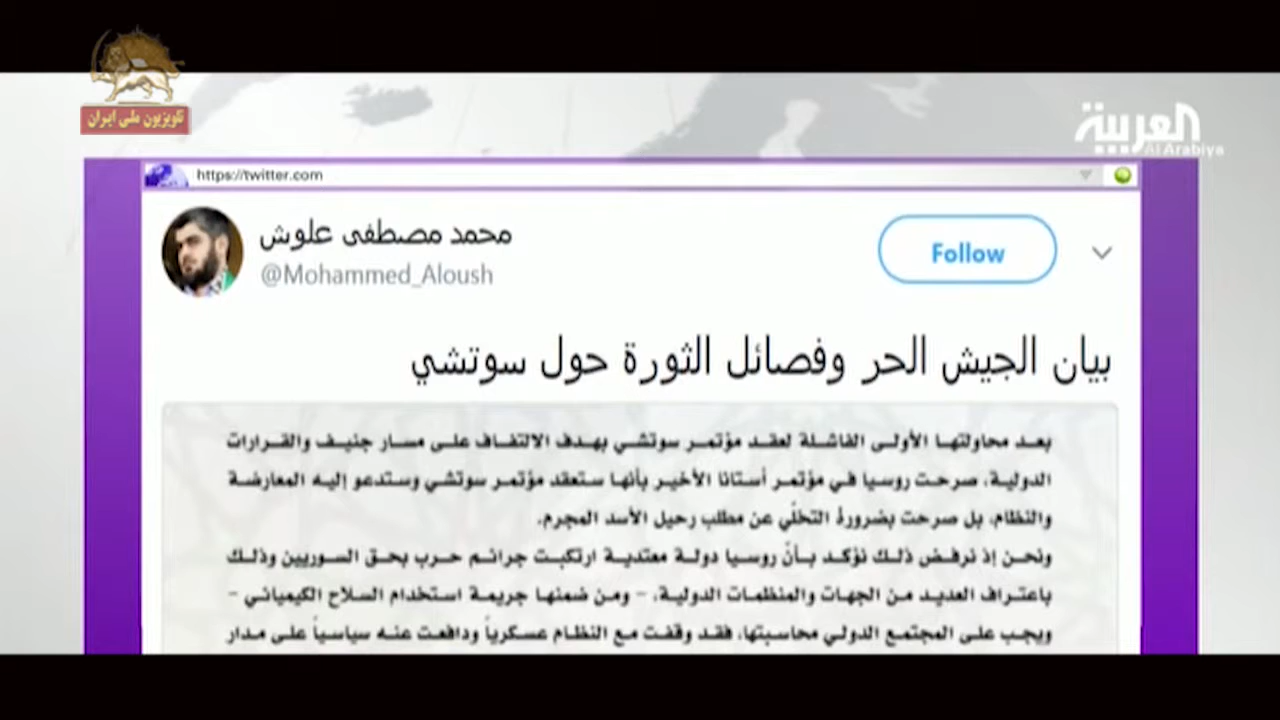 تلویزیون ملی ایران
العربية
Al Arabiya
https://twitter.com
محمد مصطفى علوش
@Mohammed_Aloush
Follow
بيان الجيش الحر وفصائل الثورة حول سوتشي
بعد محاولتها الأولى الفاشلة لعقد مؤتمر سوتشي بهدف الالتفاف على مسار جنيف والقرارات
الدولية، صرحت روسيا في مؤتمر أستانا الأخير بأنها ستعقد مؤتمر سوتشي وستدعو إليه المعارضة
والنظام، بل صرحت بضرورة التخلّي عن مطلب رحيل الأسد المجرم.
ونحن إذ نرفض ذلك نؤكد بأنّ روسيا دولة معتدية ارتكبت جرائم حرب بحق السوريين وذلك
باعتراف العديد من الجهات والمنظمات الدولية، - ومن ضمنها جريمة استخدام السلاح الكيميائي -
ويجب على المجتمع الدولي محاسبتها، فقد وقفت مع النظام عسكرياً ودافعت عنه سياسياً على مدار